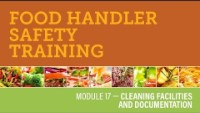 FOOD HANDLER
SAFETY
TRAINING
MODULE 17 — CLEANING FACILITIES
AND DOCUMENTATION